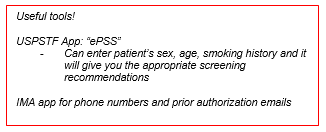 Useful tools!
USPSTF App: “ePSS”
- Can enter patient’s sex, age, smoking history and it
will give you the appropriate screening
recommendations
IMA app for phone numbers and prior authorization emails